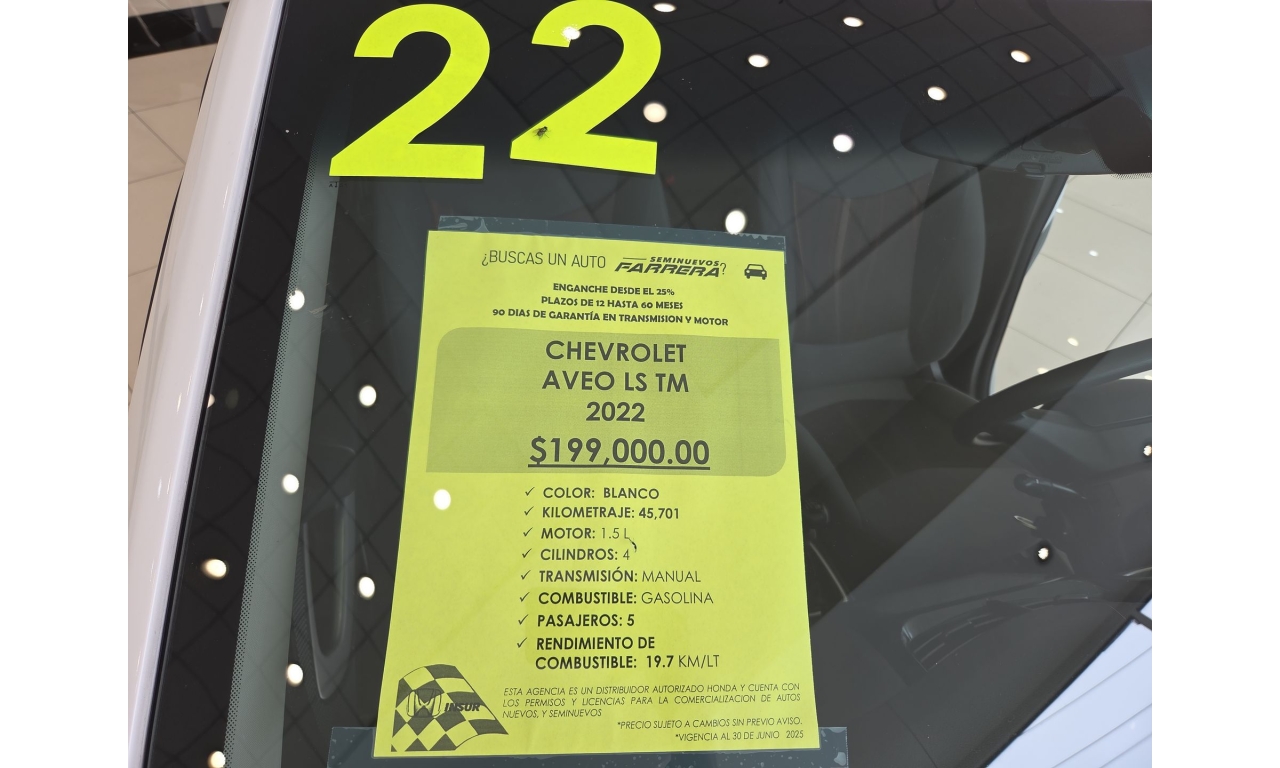 22
¿BUSCAS UN AUTO SEMINUEVOS FARRERA?
ENGANCHE DESDE EL 25%
PLAZOS DE 12 HASTA 60 MESES
90 DIAS DE GARANTÍA EN TRANSMISION Y MOTOR
CHEVROLET
AVEO LS TM
2022
$199,000.00
✓ COLOR: BLANCO
✓ KILOMETRAJE: 45,701
✓ MOTOR: 1.5 L
✓ CILINDROS: 4
✓ TRANSMISIÓN: MANUAL
✓ COMBUSTIBLE: GASOLINA
✓ PASAJEROS: 5
✓ RENDIMIENTO DE
COMBUSTIBLE: 19.7 KM/LT
INSUR
ESTA AGENCIA ES UN DISTRIBUIDOR AUTORIZADO HONDA Y CUENTA CON
LOS PERMISOS Y LICENCIAS PARA LA COMERCIALIZACION DE AUTOS
NUEVOS, Y SEMINUEVOS
*PRECIO SUJETO A CAMBIOS SIN PREVIO AVISO.
*VIGENCIA AL 30 DE JUNIO 2025